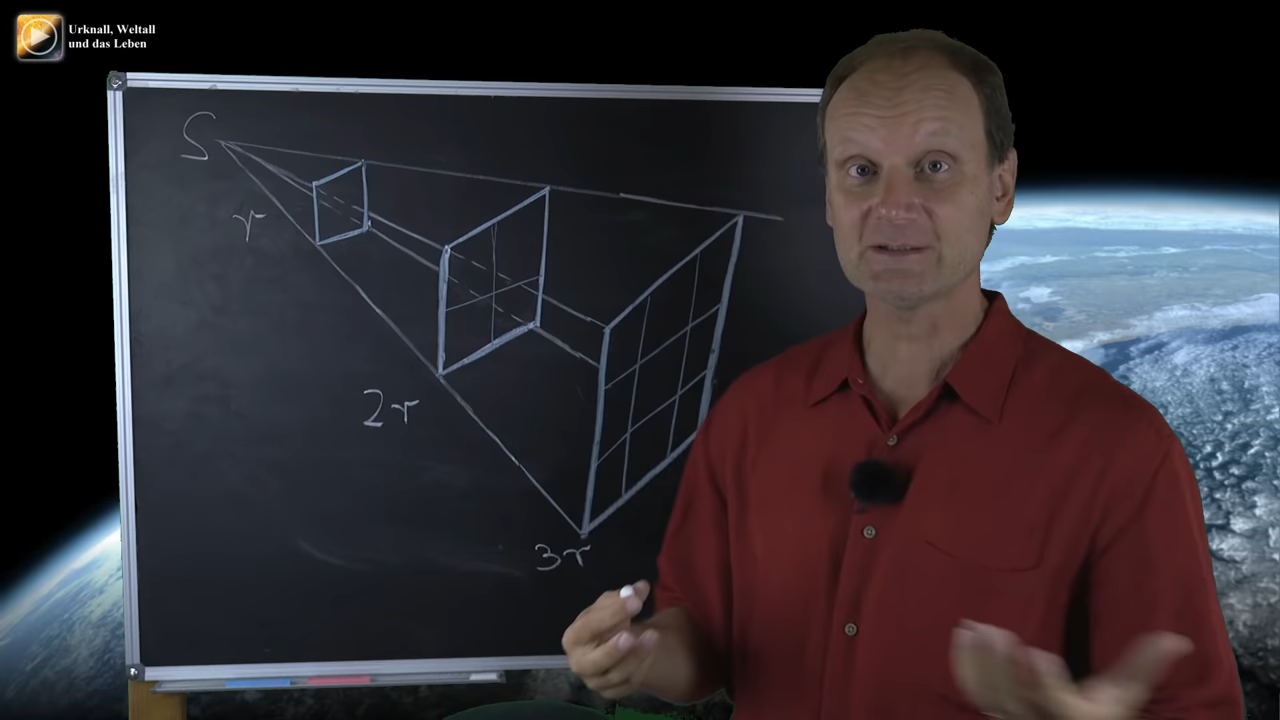 Urknall, Weltall
und das Leben
S
r
2r
3r